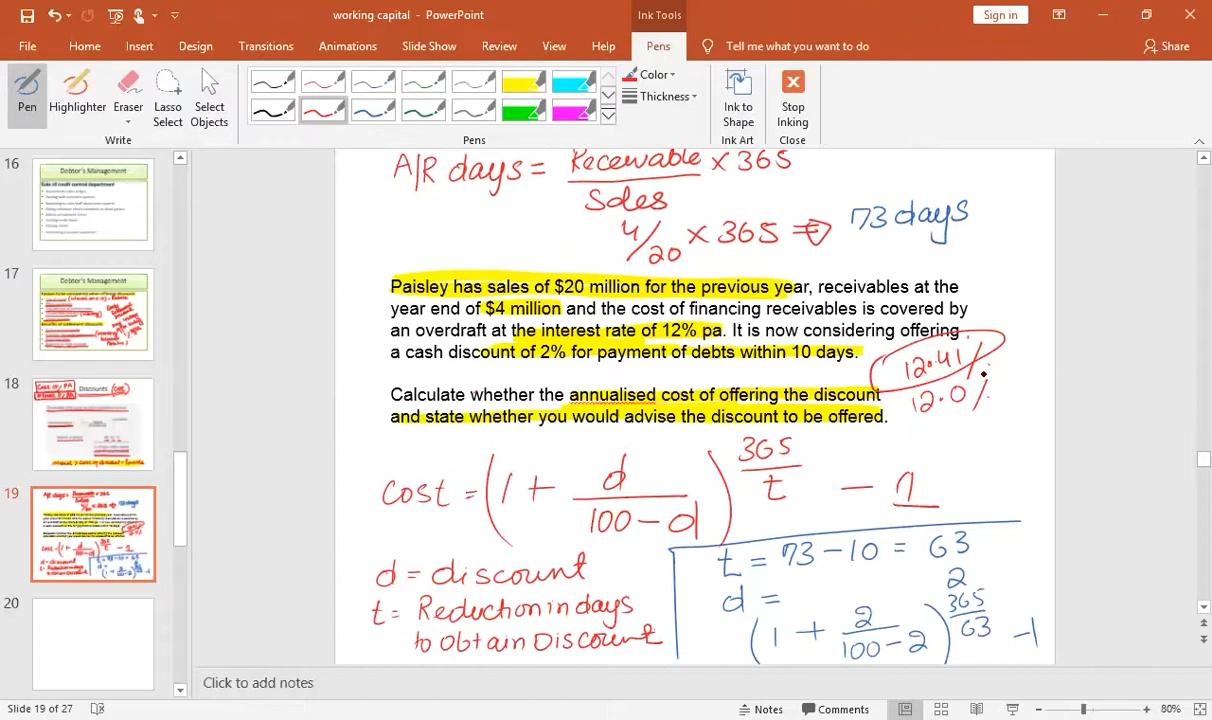 working capital - PowerPoint
Ink Tools
Sign in
File Home Insert Design Transitions Animations Slide Show Review View Help Pens Tell me what you want to do Share
Pen Highlighter Eraser Lasso Select Select Objects
Color
Thickness
Ink to Shape
Stop Inking
Write Pens Ink Art Close
16
Debtor's Management
17
Debtor's Management
18
Discounts
19
20
A/R days = Receivable / Sales × 365
4/20 × 365 ⇒ 73 days
Paisley has sales of $20 million for the previous year, receivables at the
year end of $4 million and the cost of financing receivables is covered by
an overdraft at the interest rate of 12% pa. It is now considering offering
a cash discount of 2% for payment of debts within 10 days.
12.41%
12.0%
Calculate whether the annualised cost of offering the discount
and state whether you would advise the discount to be offered.
cost = (1 + d / 100 - d) 365 / t - 1
d = discount
t = Reduction in days
to Obtain Discount
t = 73 - 10 = 63
d = 2
(1 + 2 / 100 - 2) 365 / 63 - 1
Click to add notes
Slide 19 of 27 Notes Comments 80%